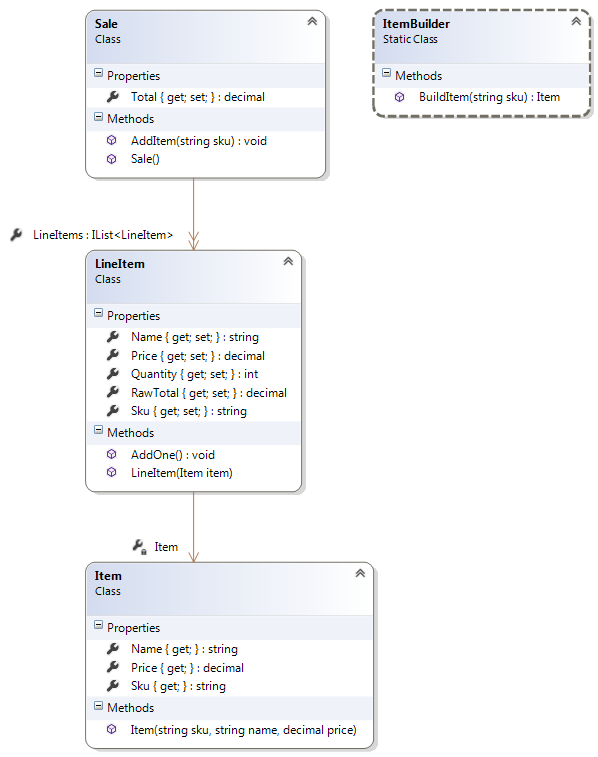 Sale
Class
Properties
Total { get; set; } : decimal
Methods
AddItem(string sku) : void
Sale()
ItemBuilder
Static Class
Methods
BuildItem(string sku) : Item
LineItems : IList<LineItem>
LineItem
Class
Properties
Name { get; set; } : string
Price { get; set; } : decimal
Quantity { get; set; } : int
RawTotal { get; set; } : decimal
Sku { get; set; } : string
Methods
AddOne() : void
LineItem(Item item)
Item
Item
Class
Properties
Name { get; } : string
Price { get; } : decimal
Sku { get; } : string
Methods
Item(string sku, string name, decimal price)